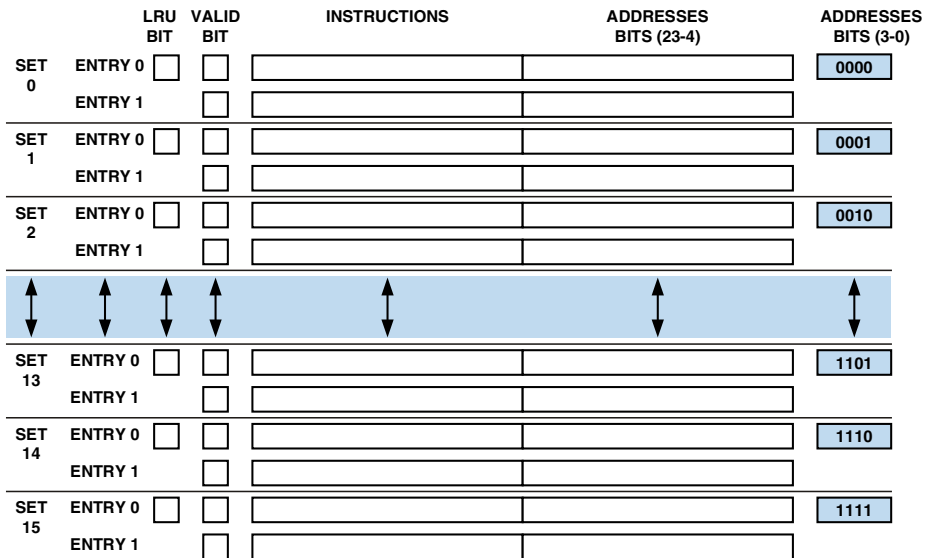 LRU VALID INSTRUCTIONS ADDRESSES ADDRESSES
BIT BIT BITS (23-4) BITS (3-0)
SET ENTRY 0 0000
0
ENTRY 1
SET ENTRY 0 0001
1
ENTRY 1
SET ENTRY 0 0010
2
ENTRY 1
SET ENTRY 0 1101
13
ENTRY 1
SET ENTRY 0 1110
14
ENTRY 1
SET ENTRY 0 1111
15
ENTRY 1